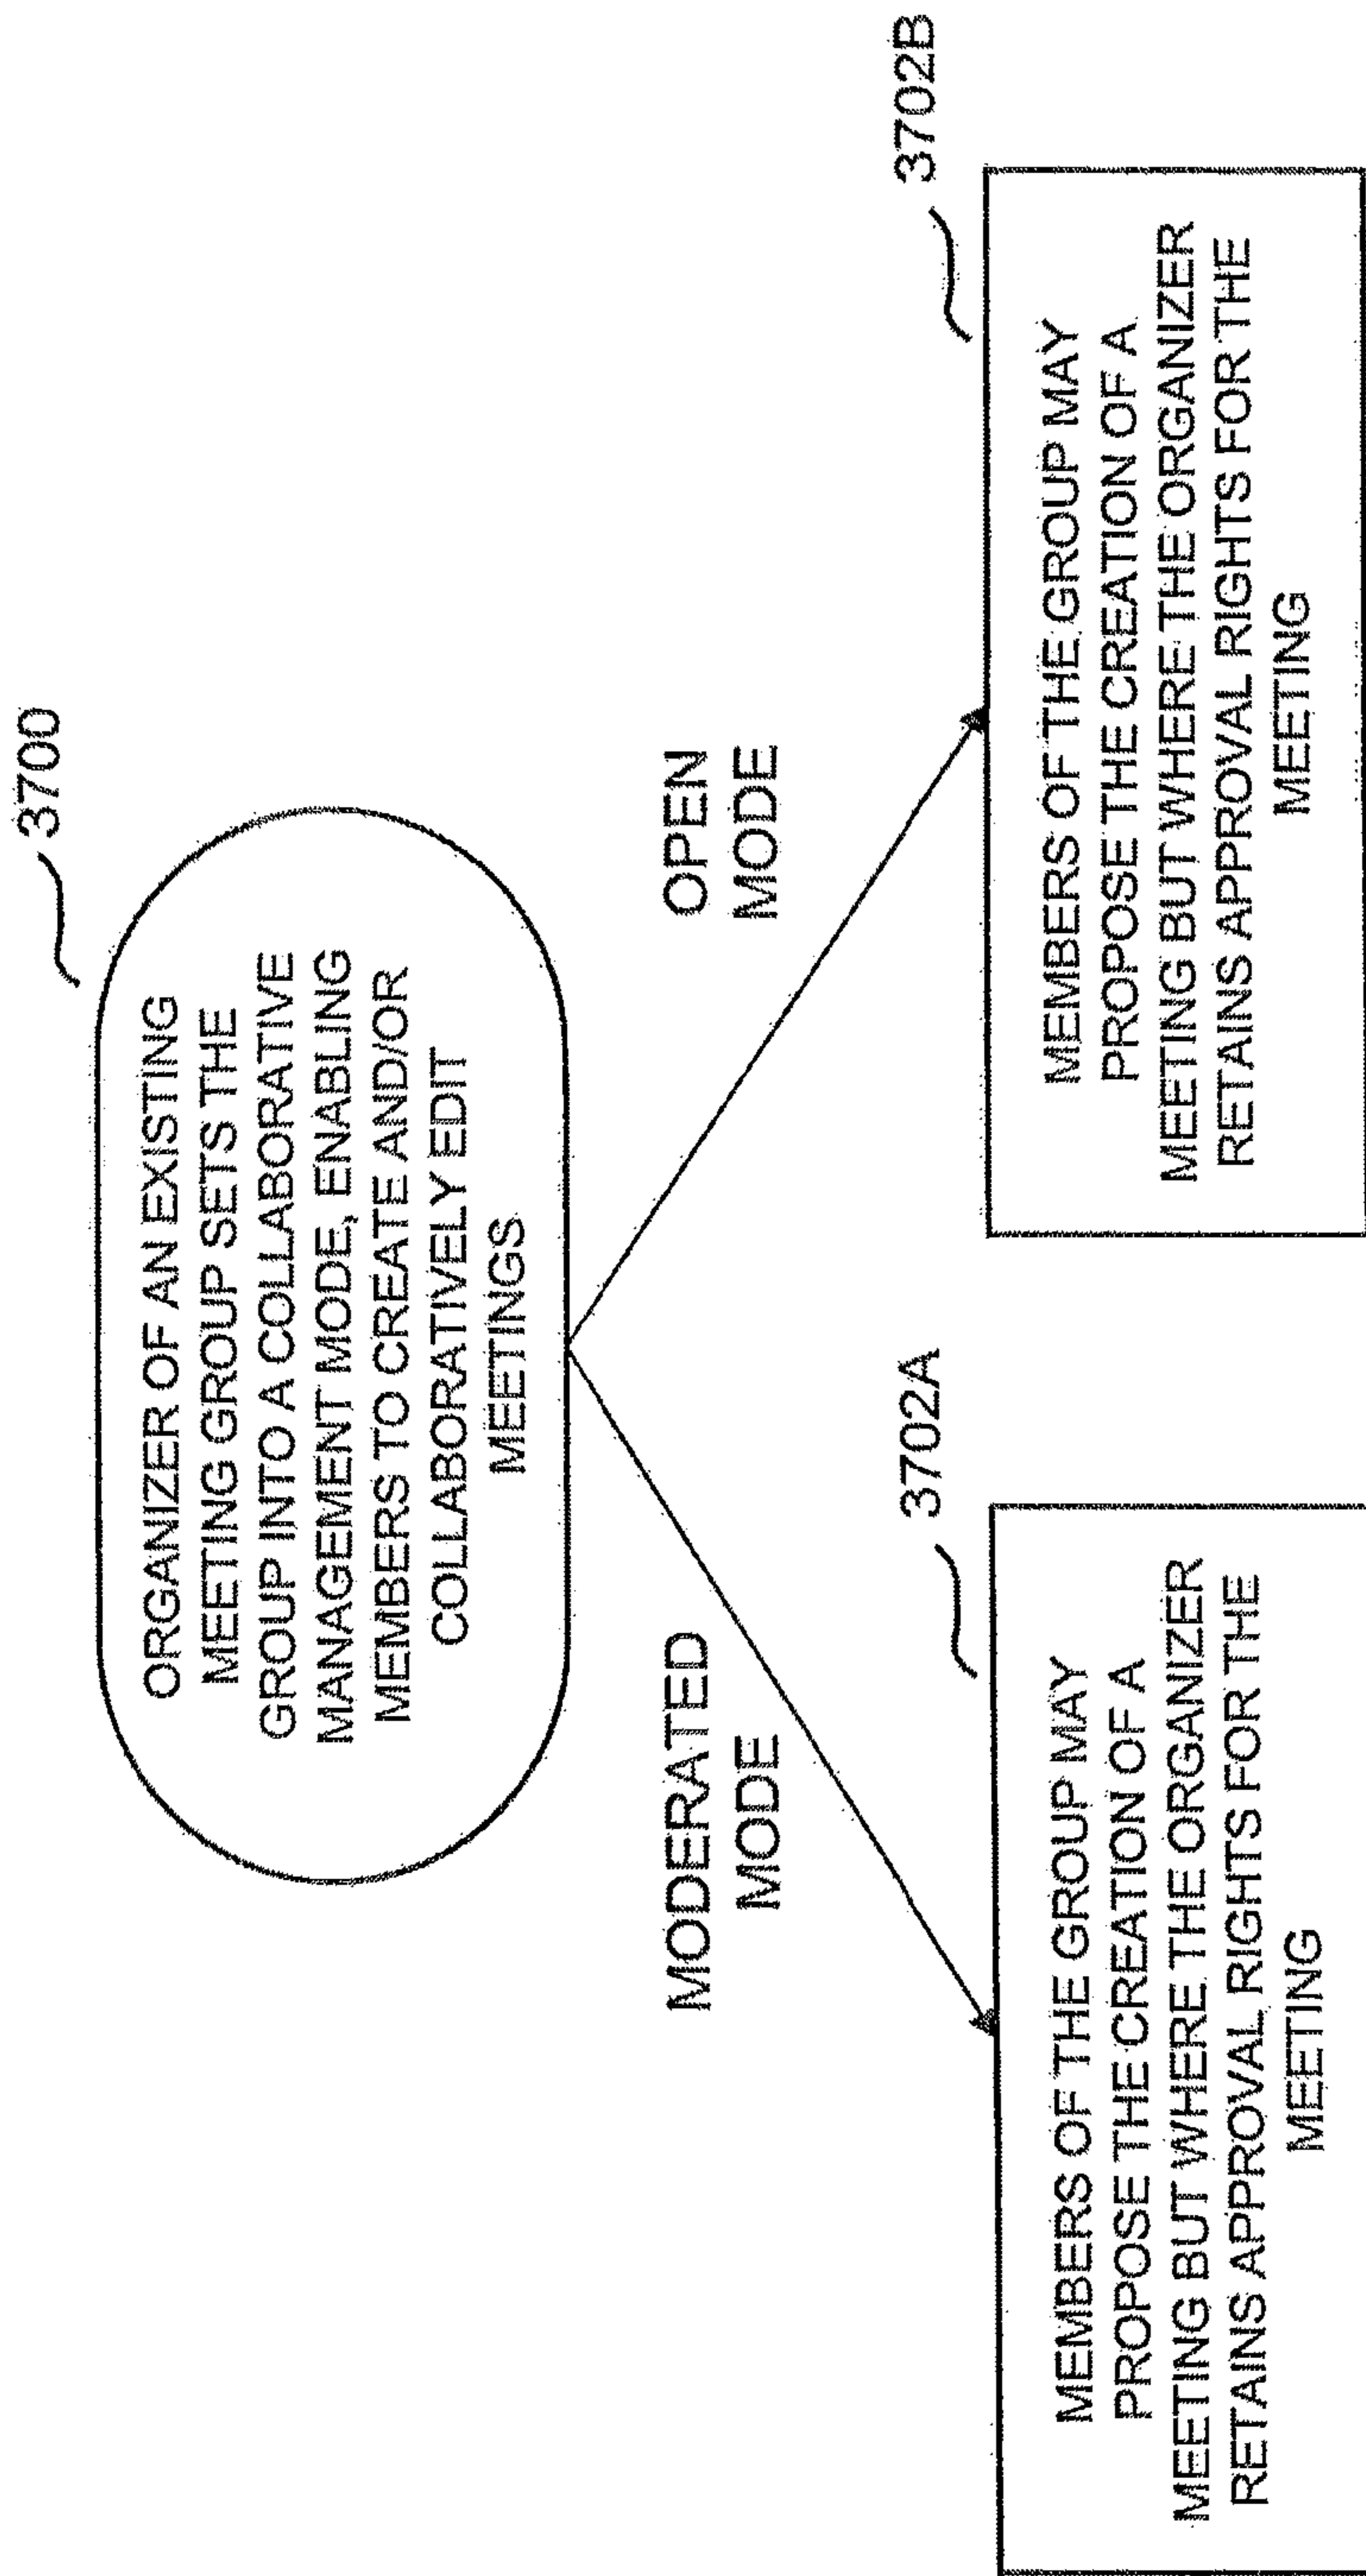 3700
ORGANIZER OF AN EXISTING
MEETING GROUP SETS THE
GROUP INTO A COLLABORATIVE
MANAGEMENT MODE, ENABLING
MEMBERS TO CREATE AND/OR
COLLABORATIVELY EDIT
MEETINGS
MODERATED
MODE
OPEN
MODE
3702A
MEMBERS OF THE GROUP MAY
PROPOSE THE CREATION OF A
MEETING BUT WHERE THE ORGANIZER
RETAINS APPROVAL RIGHTS FOR THE
MEETING
3702B
MEMBERS OF THE GROUP MAY
PROPOSE THE CREATION OF A
MEETING BUT WHERE THE ORGANIZER
RETAINS APPROVAL RIGHTS FOR THE
MEETING